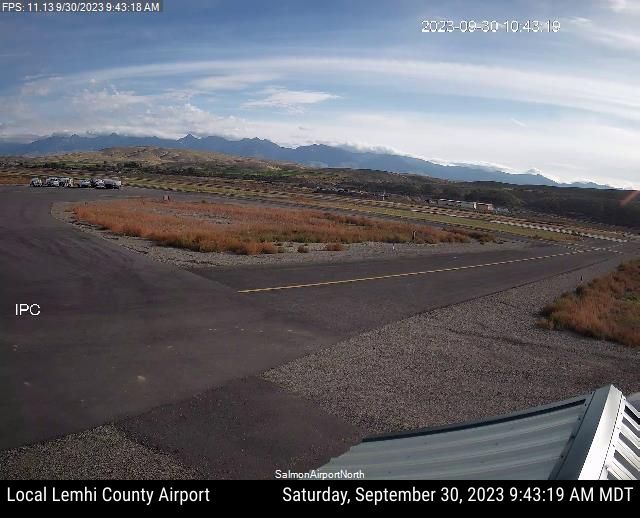 FPS: 11.13 9/30/2023 9:43:18 AM
2023-09-30 10:43:19
IPC
SalmonAirportNorth
Local Lemhi County Airport Saturday, September 30, 2023 9:43:19 AM MDT